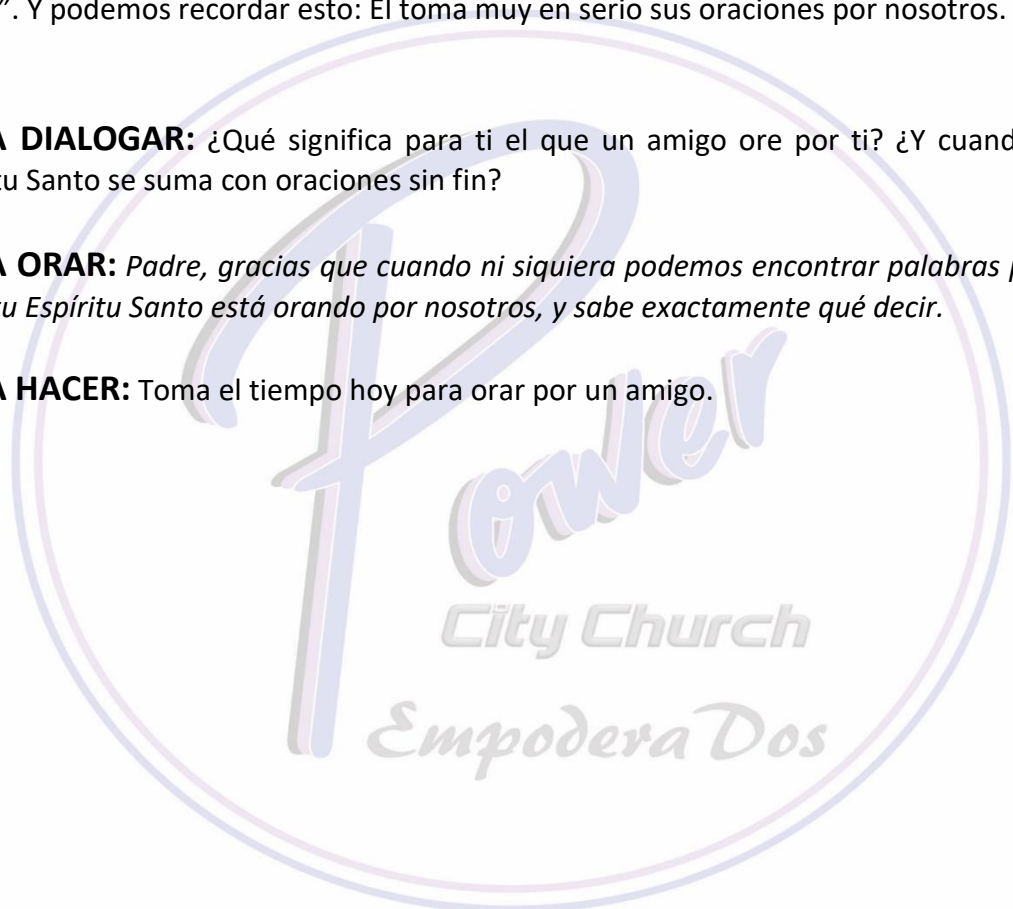 ”. Y podemos recordar esto: Él toma muy en serio sus oraciones por nosotros.
A DIALOGAR: ¿Qué significa para ti el que un amigo ore por ti? ¿Y cuand
tu Santo se suma con oraciones sin fin?
A ORAR: Padre, gracias que cuando ni siquiera podemos encontrar palabras p
tu Espíritu Santo está orando por nosotros, y sabe exactamente qué decir.
A HACER: Toma el tiempo hoy para orar por un amigo.
Power
City Church
EmpoderaDos